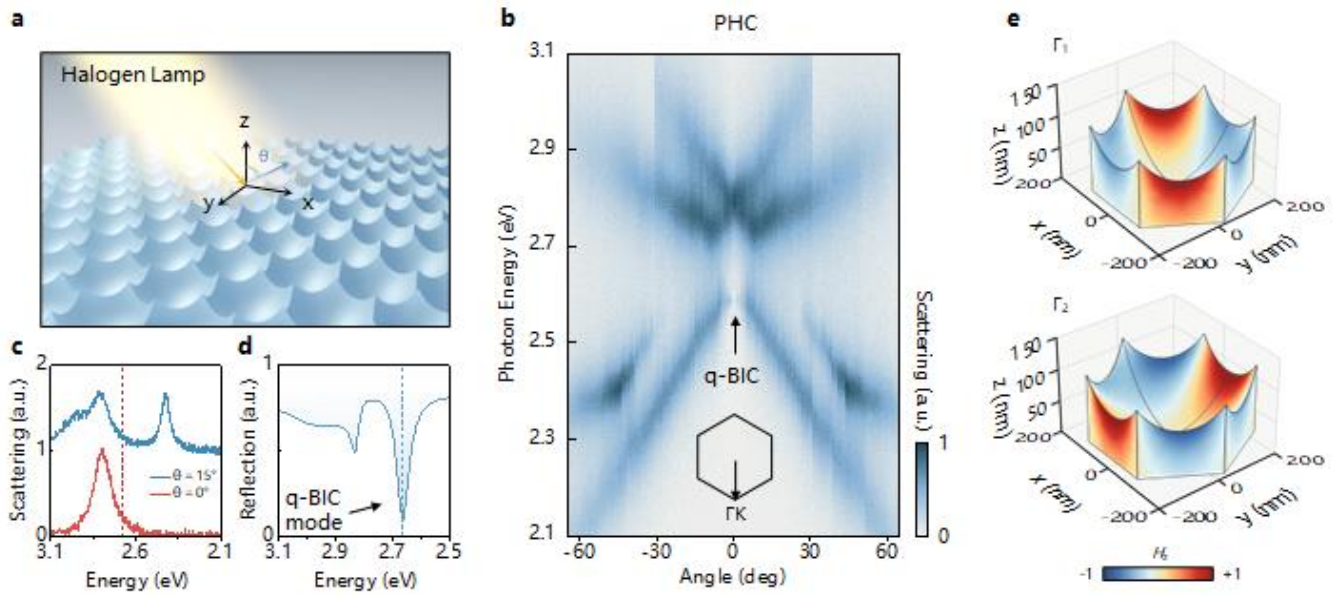 a
Halogen Lamp
z
θ
y
x
b
PHC
3.1
2.9
2.7
2.5
2.3
2.1
Photon Energy (eV)
-60
-30
0
30
60
Angle (deg)
q-BIC
ΓK
Scattering (a.u.)
1
0
c
2
1
0
Scattering (a.u.)
θ = 15°
θ = 0°
3.1
2.6
2.1
Energy (eV)
d
1
0
Reflection (a.u.)
q-BIC
mode
3.1
2.9
2.7
2.5
Energy (eV)
e
Γ₁
150
100
50
z (nm)
200
0
-200
x (nm)
-200
0
200
y (nm)
Γ₂
150
100
50
z (nm)
200
0
-200
x (nm)
-200
0
200
y (nm)
-1
+1